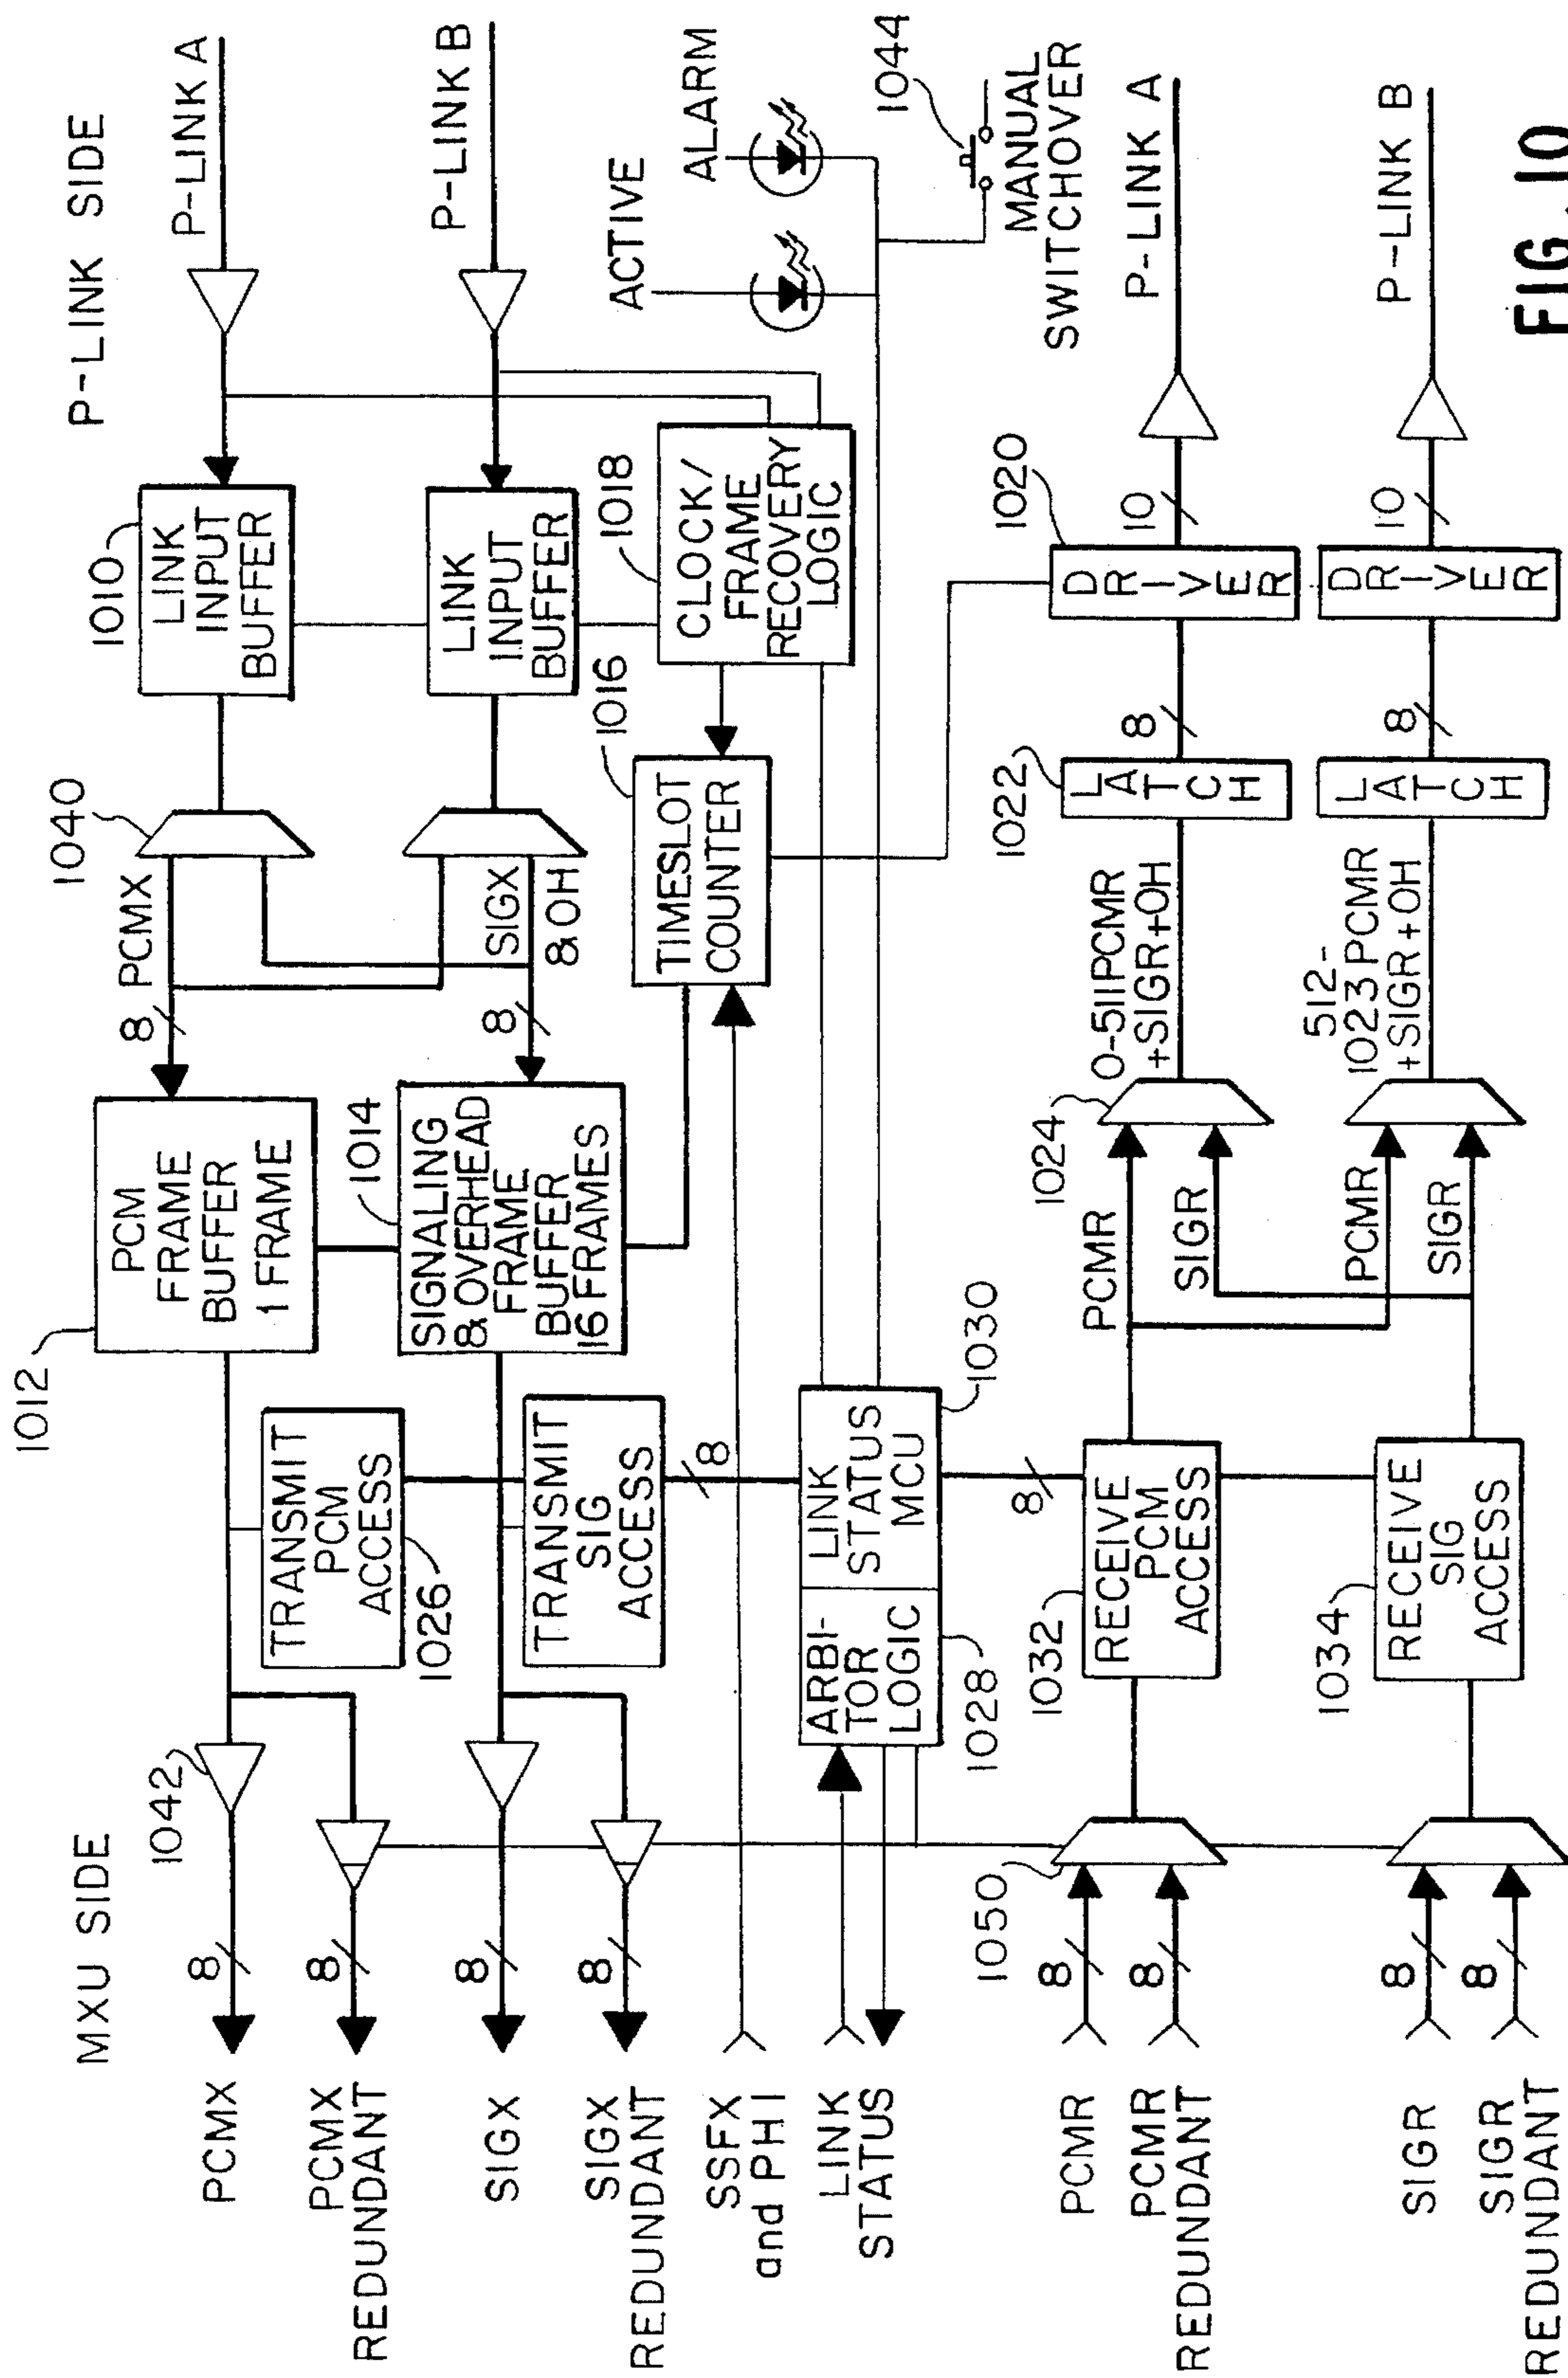 MXU SIDE
P-LINK SIDE
PCMX
8
1042
1012
PCM
FRAME
BUFFER
1 FRAME
8
PCMX
1040
1010
LINK
INPUT
BUFFER
P-LINK A
PCMX
REDUNDANT
8
TRANSMIT
PCM
ACCESS
1026
SIGX
8
1014
SIGNALING
& OVERHEAD
FRAME
BUFFER
16 FRAMES
8
SIGX
& OH
LINK
INPUT
BUFFER
P-LINK B
SIGX
REDUNDANT
8
TRANSMIT
SIG
ACCESS
8
1016
TIMESLOT
COUNTER
1018
CLOCK/
FRAME
RECOVERY
LOGIC
ACTIVE
ALARM
SSFX
and PHI
LINK
STATUS
ARBI-
TOR
LOGIC
1028
LINK
STATUS
MCU
1030
1044
MANUAL
SWITCHOVER
PCMR
8
1050
PCMR
REDUNDANT
8
1032
RECEIVE
PCM
ACCESS
8
PCMR
SIGR
1024
0-511PCMR
+SIGR+OH
1022
LATCH
8
1020
DRIVER
10
P-LINK A
SIGR
8
SIGR
REDUNDANT
8
1034
RECEIVE
SIG
ACCESS
PCMR
SIGR
512-
1023 PCMR
+SIGR+OH
LATCH
8
DRIVER
10
P-LINK B
FIG. 10